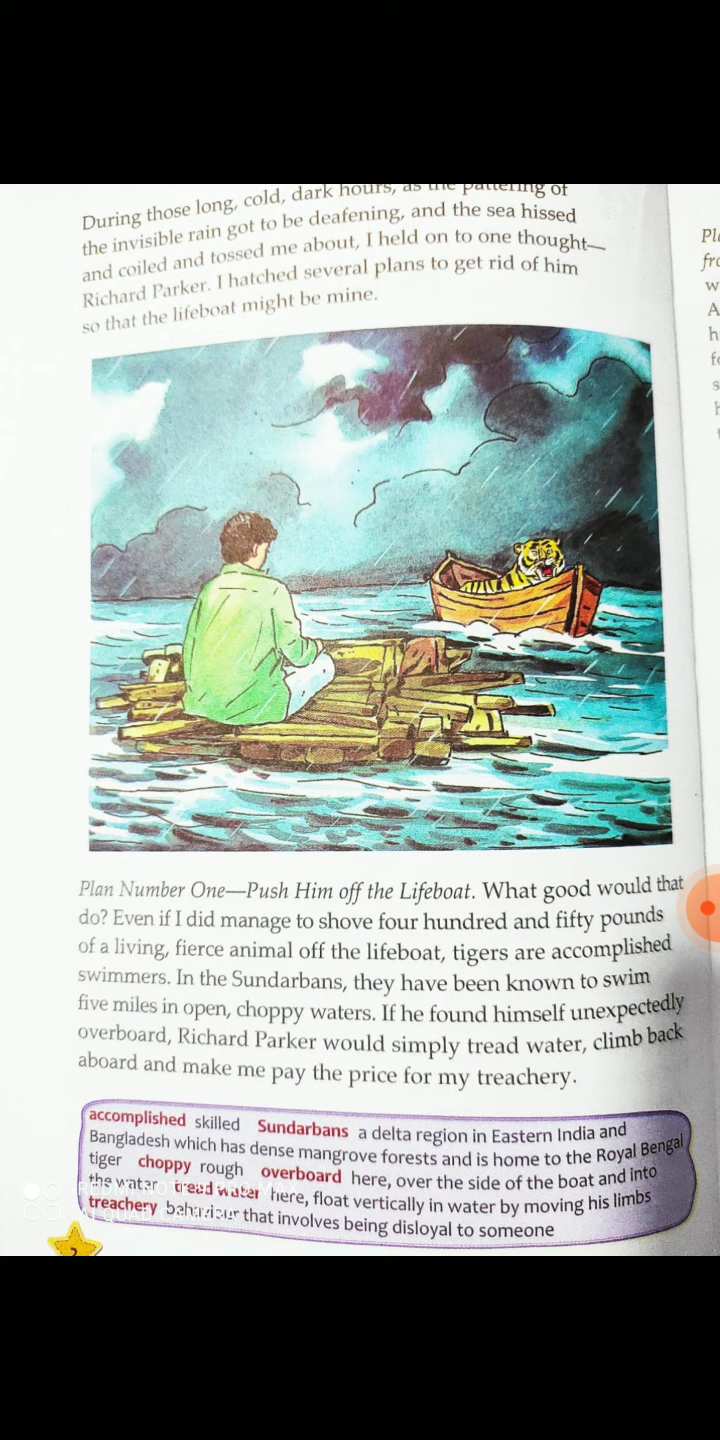 During those long, cold, dark hours, as the pattering of
the invisible rain got to be deafening, and the sea hissed
and coiled and tossed me about, I held on to one thought—
Richard Parker. I hatched several plans to get rid of him
so that the lifeboat might be mine.
Plan Number One—Push Him off the Lifeboat. What good would that
do? Even if I did manage to shove four hundred and fifty pounds
of a living, fierce animal off the lifeboat, tigers are accomplished
swimmers. In the Sundarbans, they have been known to swim
five miles in open, choppy waters. If he found himself unexpectedly
overboard, Richard Parker would simply tread water, climb back
aboard and make me pay the price for my treachery.
accomplished skilled Sundarbans a delta region in Eastern India and
Bangladesh which has dense mangrove forests and is home to the Royal Bengal
tiger choppy rough overboard here, over the side of the boat and into
the water tread water here, float vertically in water by moving his limbs
treachery behaviour that involves being disloyal to someone
REDMI NOTE PRO MAX
AI QUAD CAMERA
2